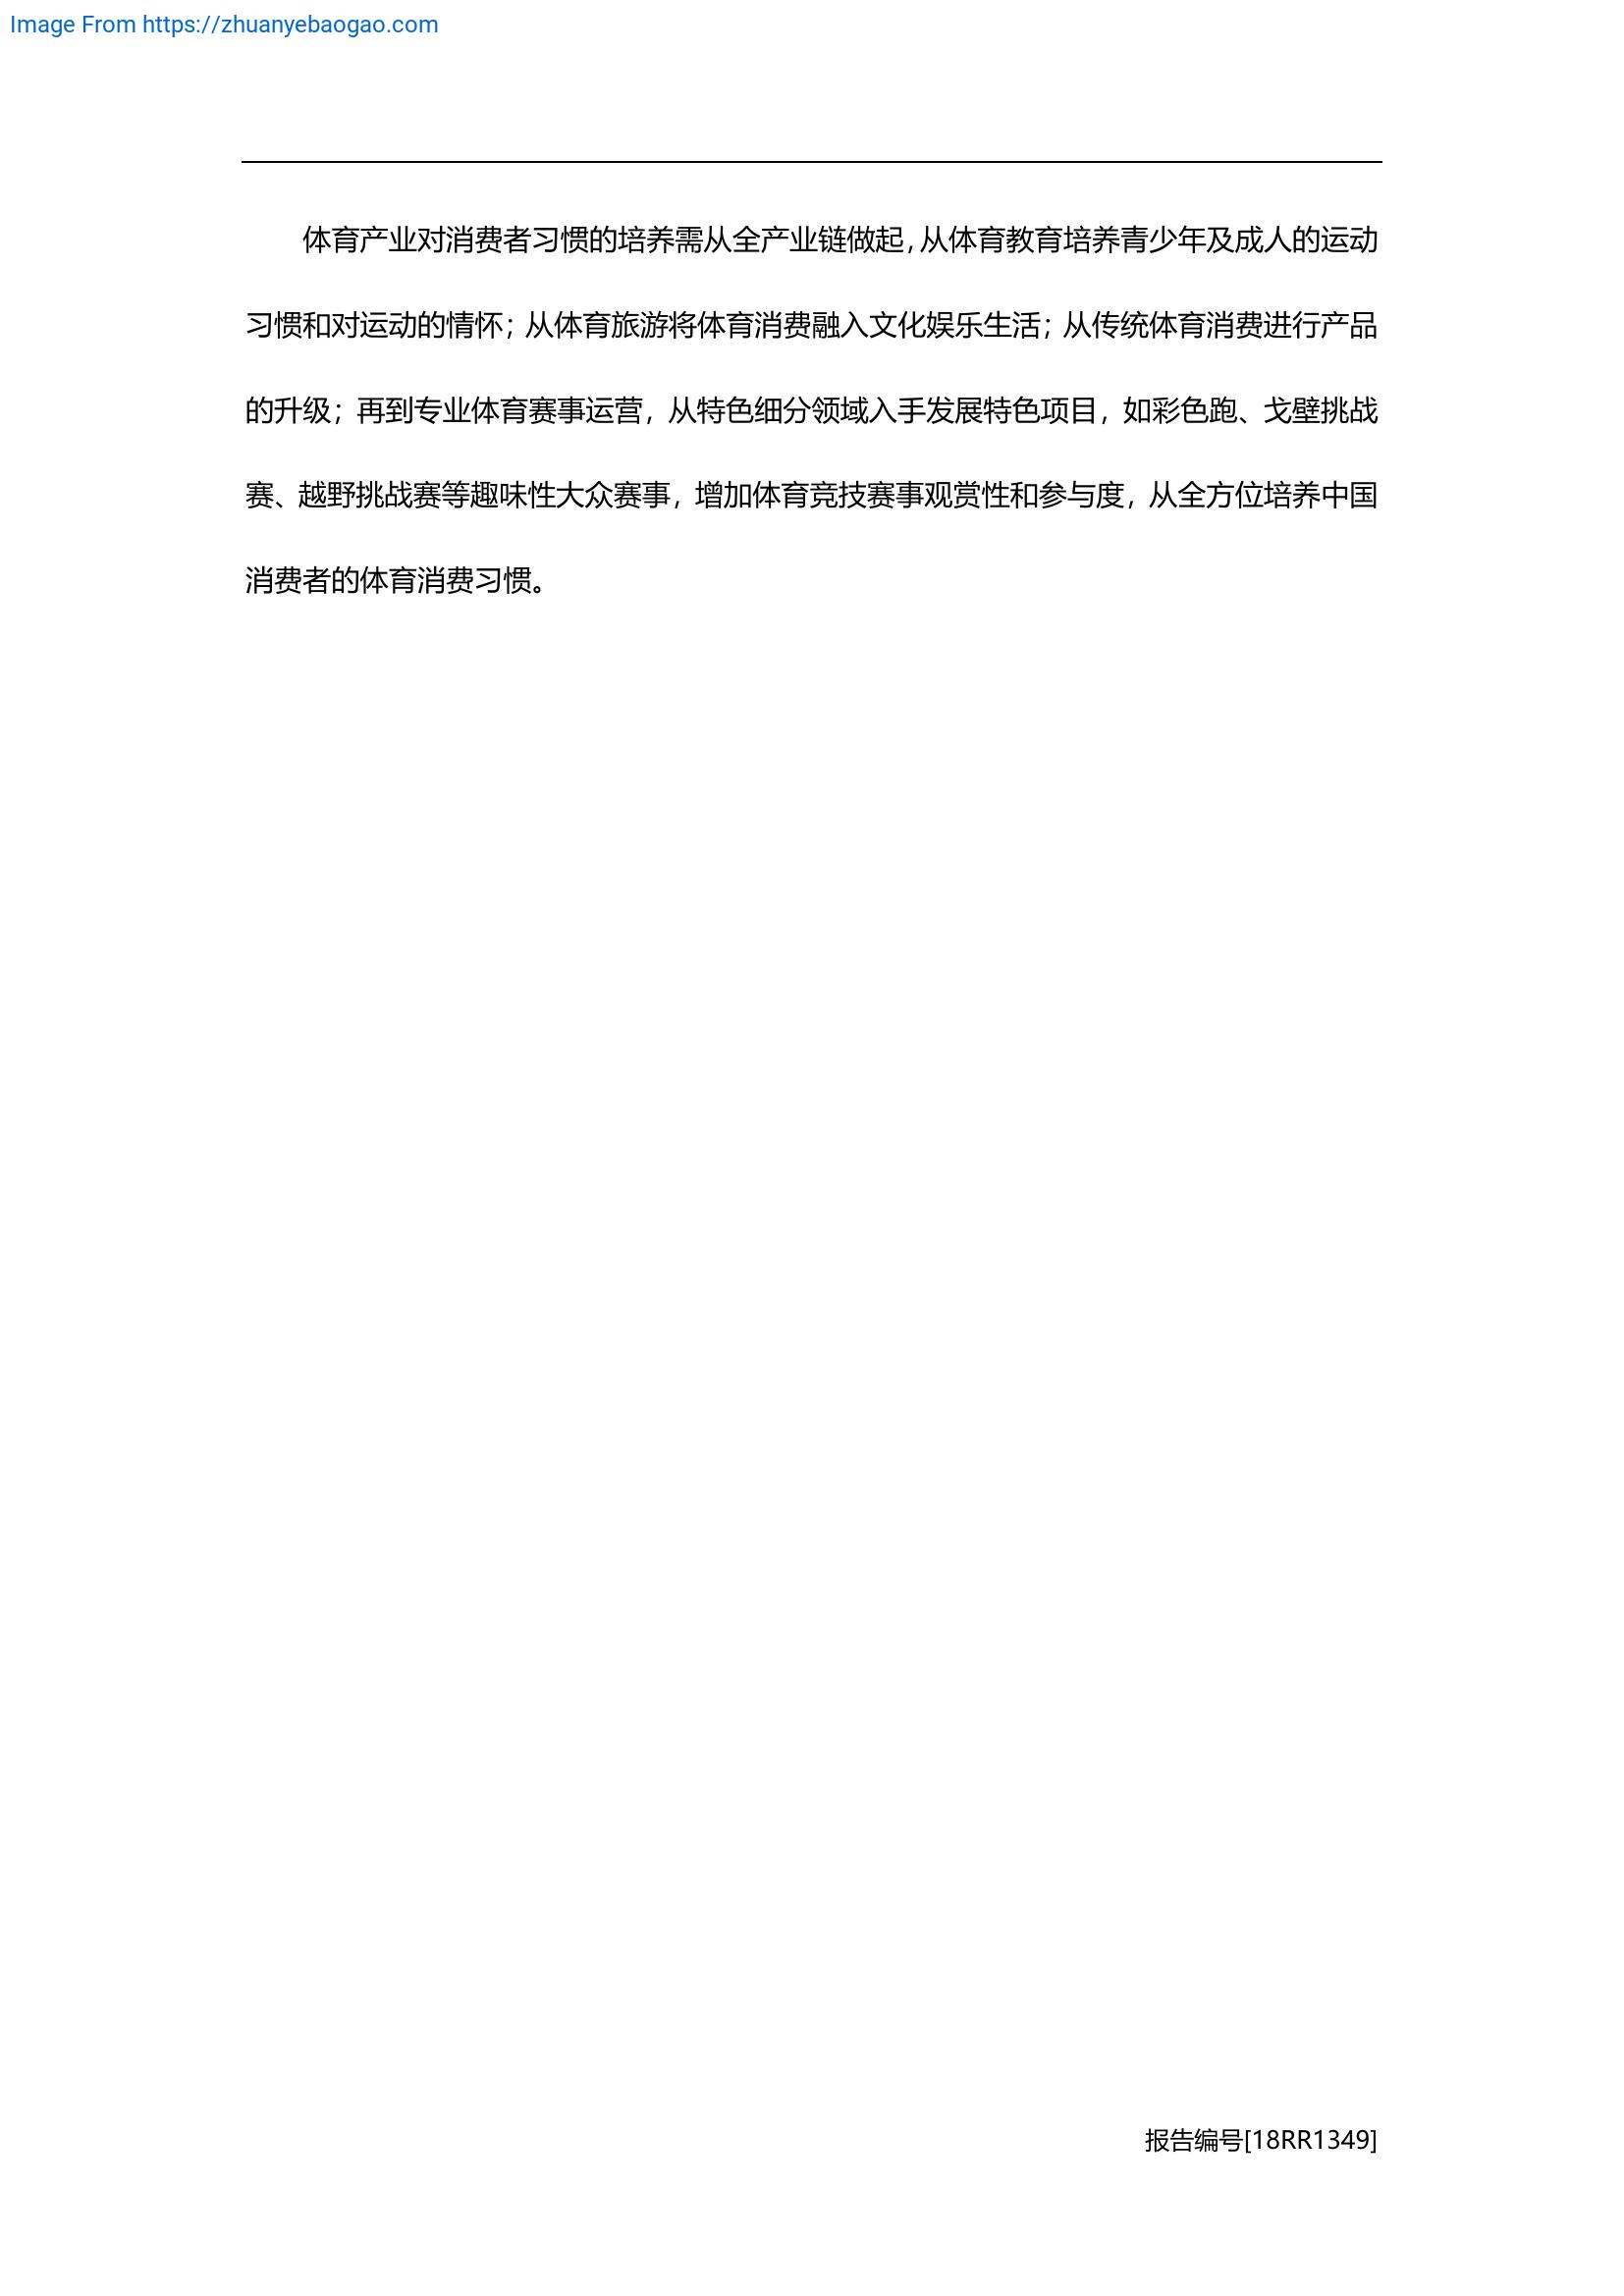 Image From https://zhuanyebaogao.com
体育产业对消费者习惯的培养需从全产业链做起，从体育教育培养青少年及成人的运动
习惯和对运动的情怀；从体育旅游将体育消费融入文化娱乐生活；从传统体育消费进行产品
的升级；再到专业体育赛事运营，从特色细分领域入手发展特色项目，如彩色跑、戈壁挑战
赛、越野挑战赛等趣味性大众赛事，增加体育竞技赛事观赏性和参与度，从全方位培养中国
消费者的体育消费习惯。
报告编号[18RR1349]